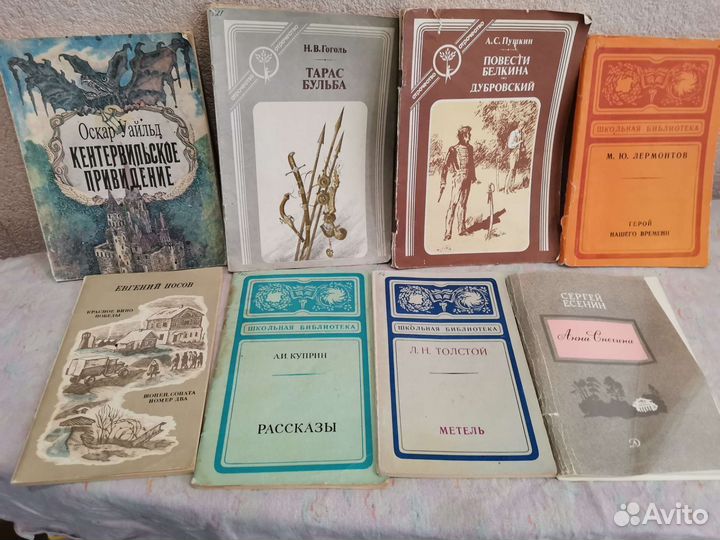 Оскар Уайльд
КЕНТЕРВИЛЬСКОЕ
ПРИВИДЕНИЕ
отрочество
Н. В. Гоголь
ТАРАС
БУЛЬБА
отрочество
А. С. Пушкин
ПОВЕСТИ
БЕЛКИНА
ДУБРОВСКИЙ
ШКОЛЬНАЯ БИБЛИОТЕКА
М. Ю. ЛЕРМОНТОВ
ГЕРОЙ
НАШЕГО ВРЕМЕНИ
ЕВГЕНИЙ НОСОВ
КРАСНОЕ ВИНО
ПОБЕДЫ
ШОПЕН, СОНАТА
НОМЕР ДВА
ШКОЛЬНАЯ БИБЛИОТЕКА
А.И. КУПРИН
РАССКАЗЫ
ШКОЛЬНАЯ БИБЛИОТЕКА
Л. Н. ТОЛСТОЙ
МЕТЕЛЬ
СЕРГЕЙ
ЕСЕНИН
Анна Снегина
Д
Avito